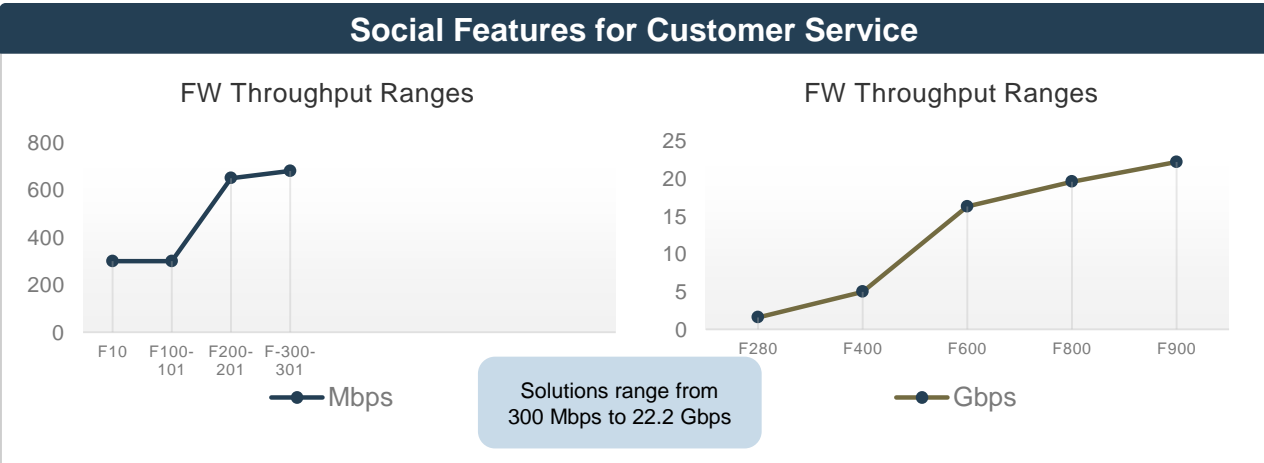 Social Features for Customer Service
FW Throughput Ranges
800
600
400
200
0
F10
F100-
101
F200-
201
F-300-
301
Mbps
FW Throughput Ranges
25
20
15
10
5
0
F280
F400
F600
F800
F900
Gbps
Solutions range from
300 Mbps to 22.2 Gbps